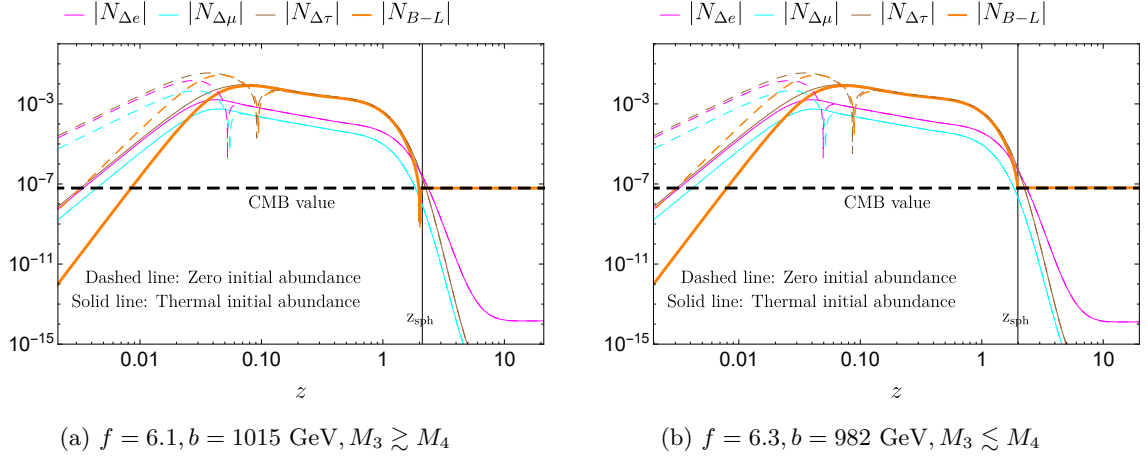 |N_{Δe}| |N_{Δμ}| |N_{Δτ}| |N_{B−L}|
10^{−3}
10^{−7}
10^{−11}
10^{−15}
CMB value
Dashed line: Zero initial abundance
Solid line: Thermal initial abundance
z_{sph}
0.01 0.10 1 10
z
(a) f = 6.1, b = 1015 GeV, M_3 ≳ M_4
|N_{Δe}| |N_{Δμ}| |N_{Δτ}| |N_{B−L}|
10^{−3}
10^{−7}
10^{−11}
10^{−15}
CMB value
Dashed line: Zero initial abundance
Solid line: Thermal initial abundance
z_{sph}
0.01 0.10 1 10
z
(b) f = 6.3, b = 982 GeV, M_3 ≲ M_4